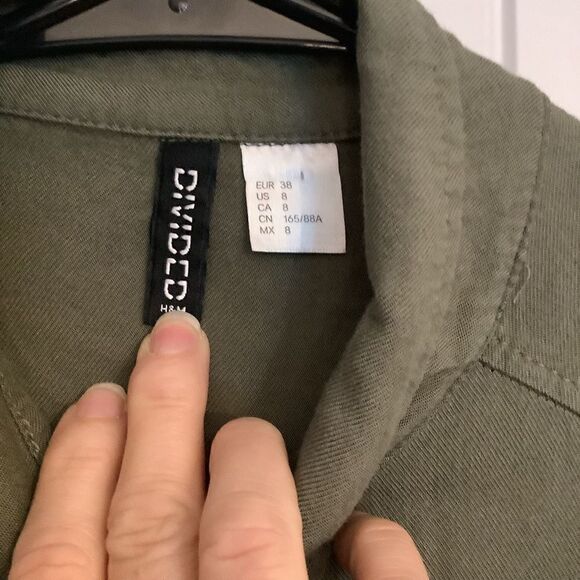 DIVIDED
H&M
EUR 38
US 8
CA 8
CN 165/88A
MX 8